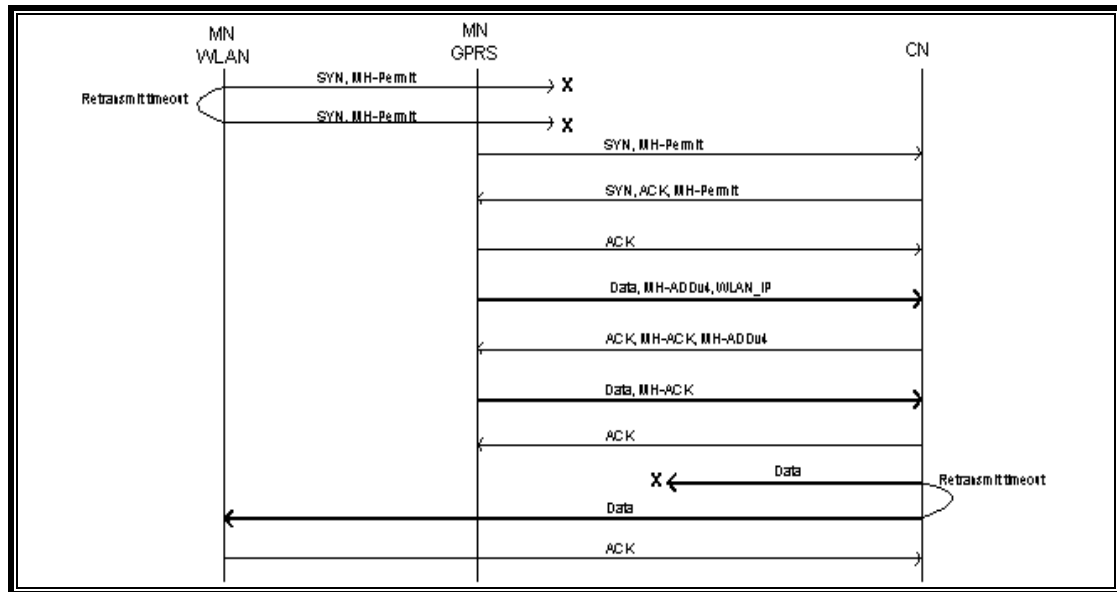 MN
WLAN
MN
GPRS
CN
SYN, MH-Permit
Retransmit timeout
X
SYN, MH-Permit
X
SYN, MH-Permit
SYN, ACK, MH-Permit
ACK
Data, MH-ADDv4, WLAN_IP
ACK, MH-ACK, MH-ADDv4
Data, MH-ACK
ACK
Data
X
Retransmit timeout
Data
ACK